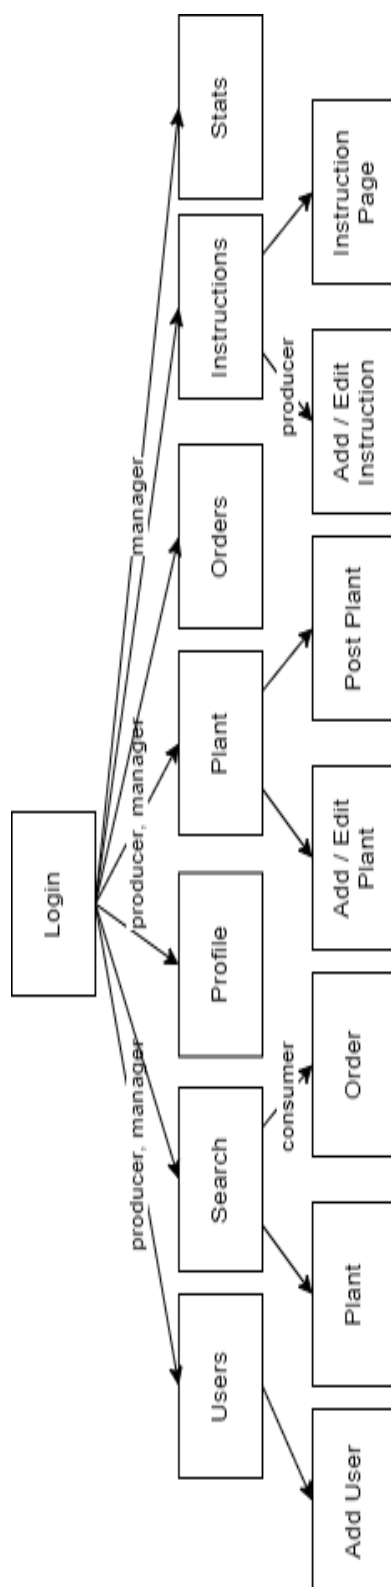 Login
producer, manager
producer, manager
manager
Users
Search
Profile
Plant
Orders
Instructions
Stats
consumer
producer
Add User
Plant
Order
Add / Edit
Plant
Post Plant
Add / Edit
Instruction
Instruction
Page